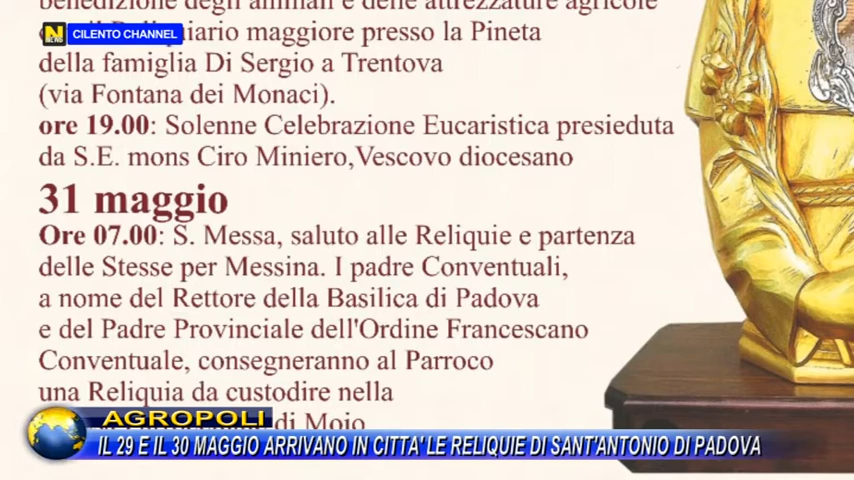 benedizione degli animali e delle attrezzature agricole
CILENTO CHANNEL
maggiore presso la Pineta
della famiglia Di Sergio a Trentova
(via Fontana dei Monaci).
ore 19.00: Solenne Celebrazione Eucaristica presieduta
da S.E. mons Ciro Miniero,Vescovo diocesano
31 maggio
Ore 07.00: S. Messa, saluto alle Reliquie e partenza
delle Stesse per Messina. I padre Conventuali,
a nome del Rettore della Basilica di Padova
e del Padre Provinciale dell'Ordine Francescano
Conventuale, consegneranno al Parroco
una Reliquia da custodire nella
di Moio
AGROPOLI
IL 29 E IL 30 MAGGIO ARRIVANO IN CITTA' LE RELIQUIE DI SANT'ANTONIO DI PADOVA